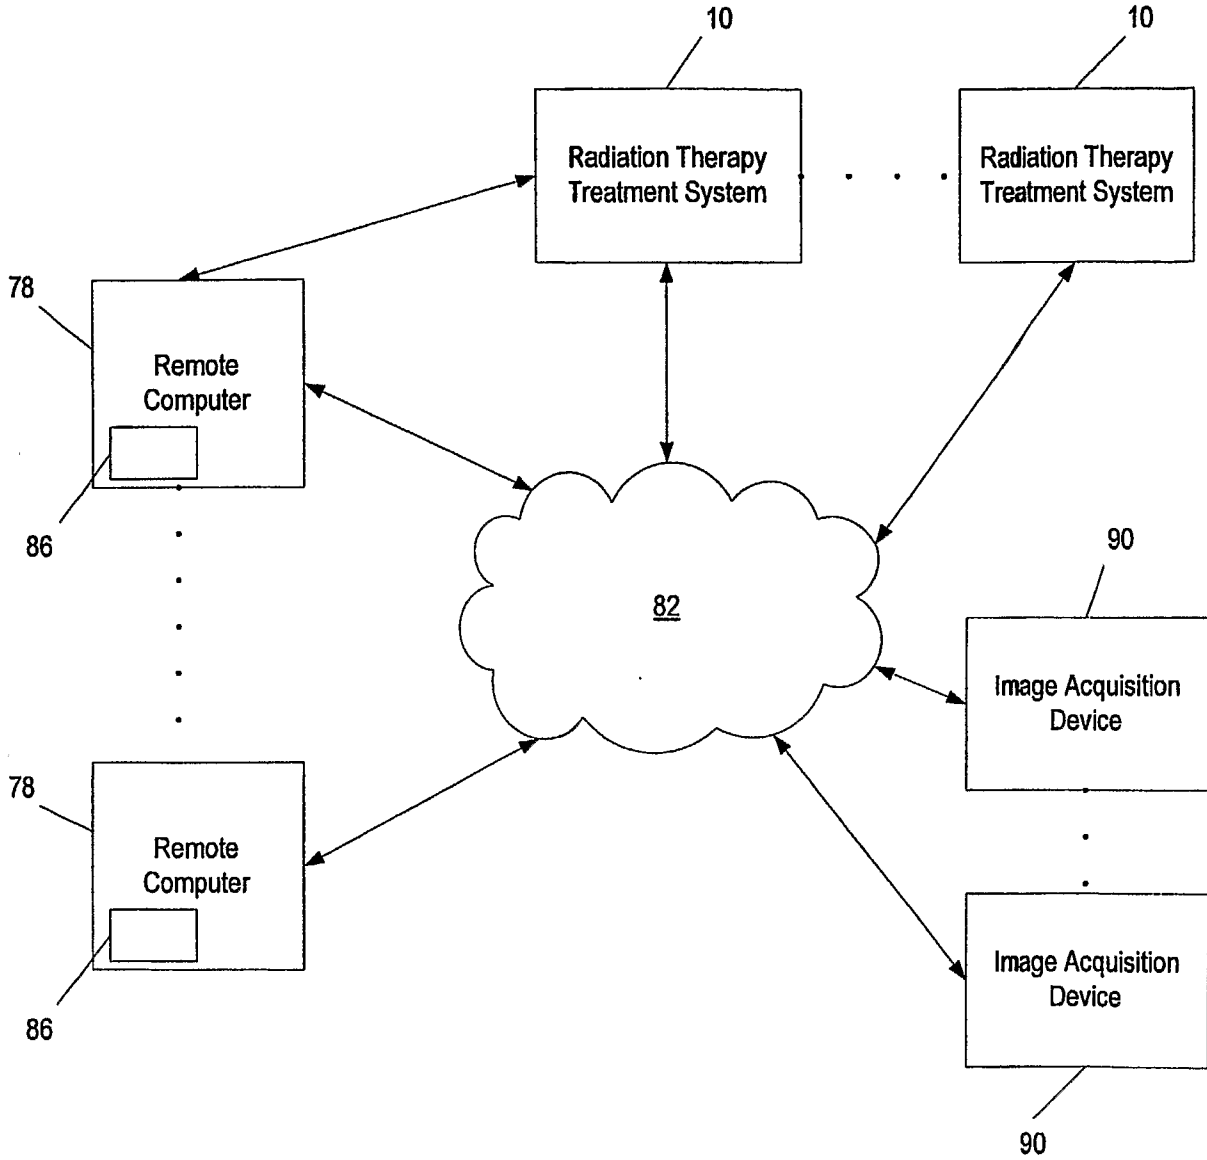 10
10
Radiation Therapy
Treatment System
Radiation Therapy
Treatment System
78
Remote
Computer
86
82
90
Image Acquisition
Device
78
Remote
Computer
86
Image Acquisition
Device
90